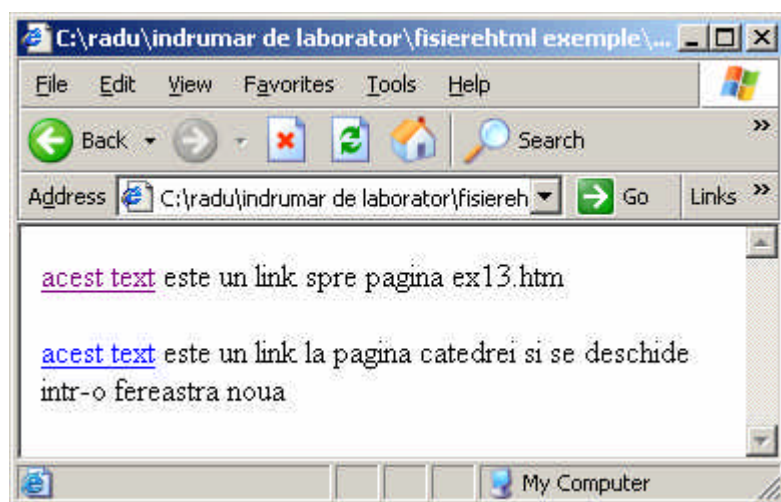 C:\radu\indrumar de laborator\fisierehtml exemple\...
File Edit View Favorites Tools Help
Back Search »
Address C:\radu\indrumar de laborator\fisiereh Go Links »
acest text este un link spre pagina ex13.htm
acest text este un link la pagina catedrei si se deschide
intr-o fereastra noua
My Computer